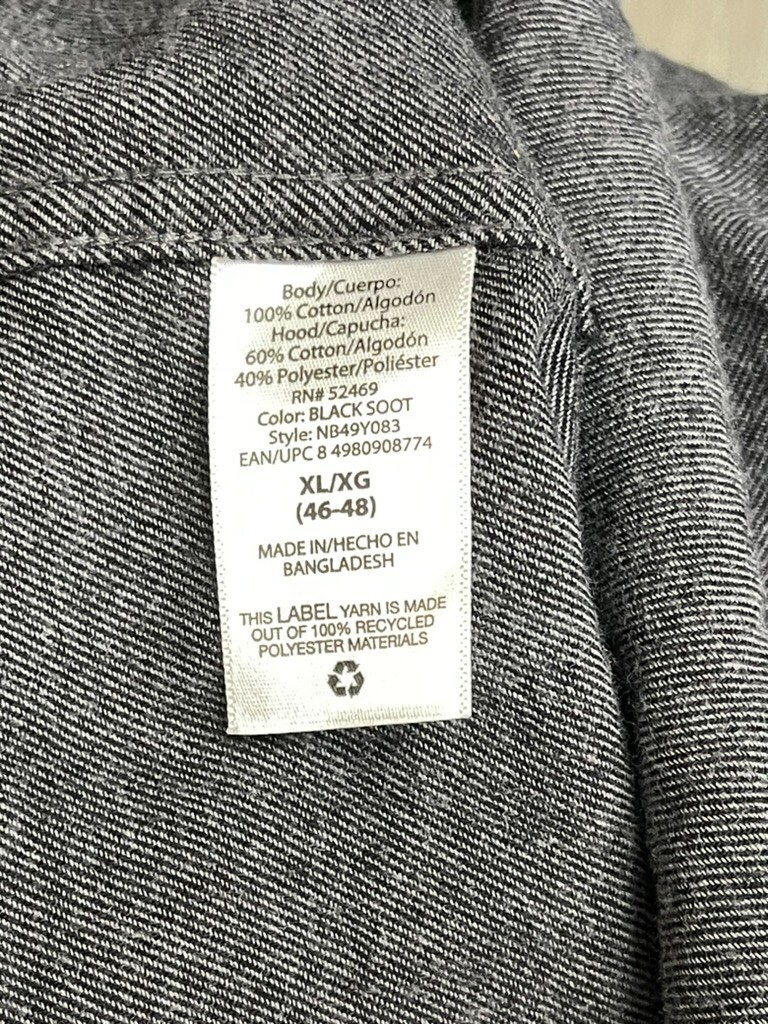 Body/Cuerpo:
100% Cotton/Algodón
Hood/Capucha:
60% Cotton/Algodón
40% Polyester/Poliéster
RN# 52469
Color: BLACK SOOT
Style: NB49Y083
EAN/UPC 8 4980908774
XL/XG
(46-48)
MADE IN/HECHO EN
BANGLADESH
THIS LABEL YARN IS MADE
OUT OF 100% RECYCLED
POLYESTER MATERIALS